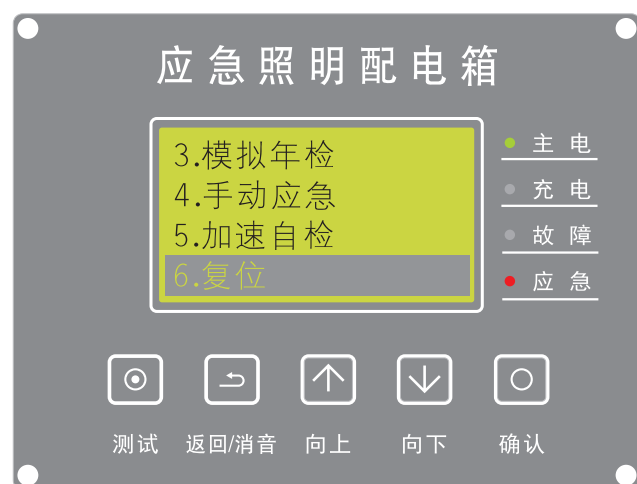 应急照明配电箱
3.模拟年检
4.手动应急
5.加速自检
6.复位
主电
充电
故障
应急
测试 返回/消音 向上 向下 确认